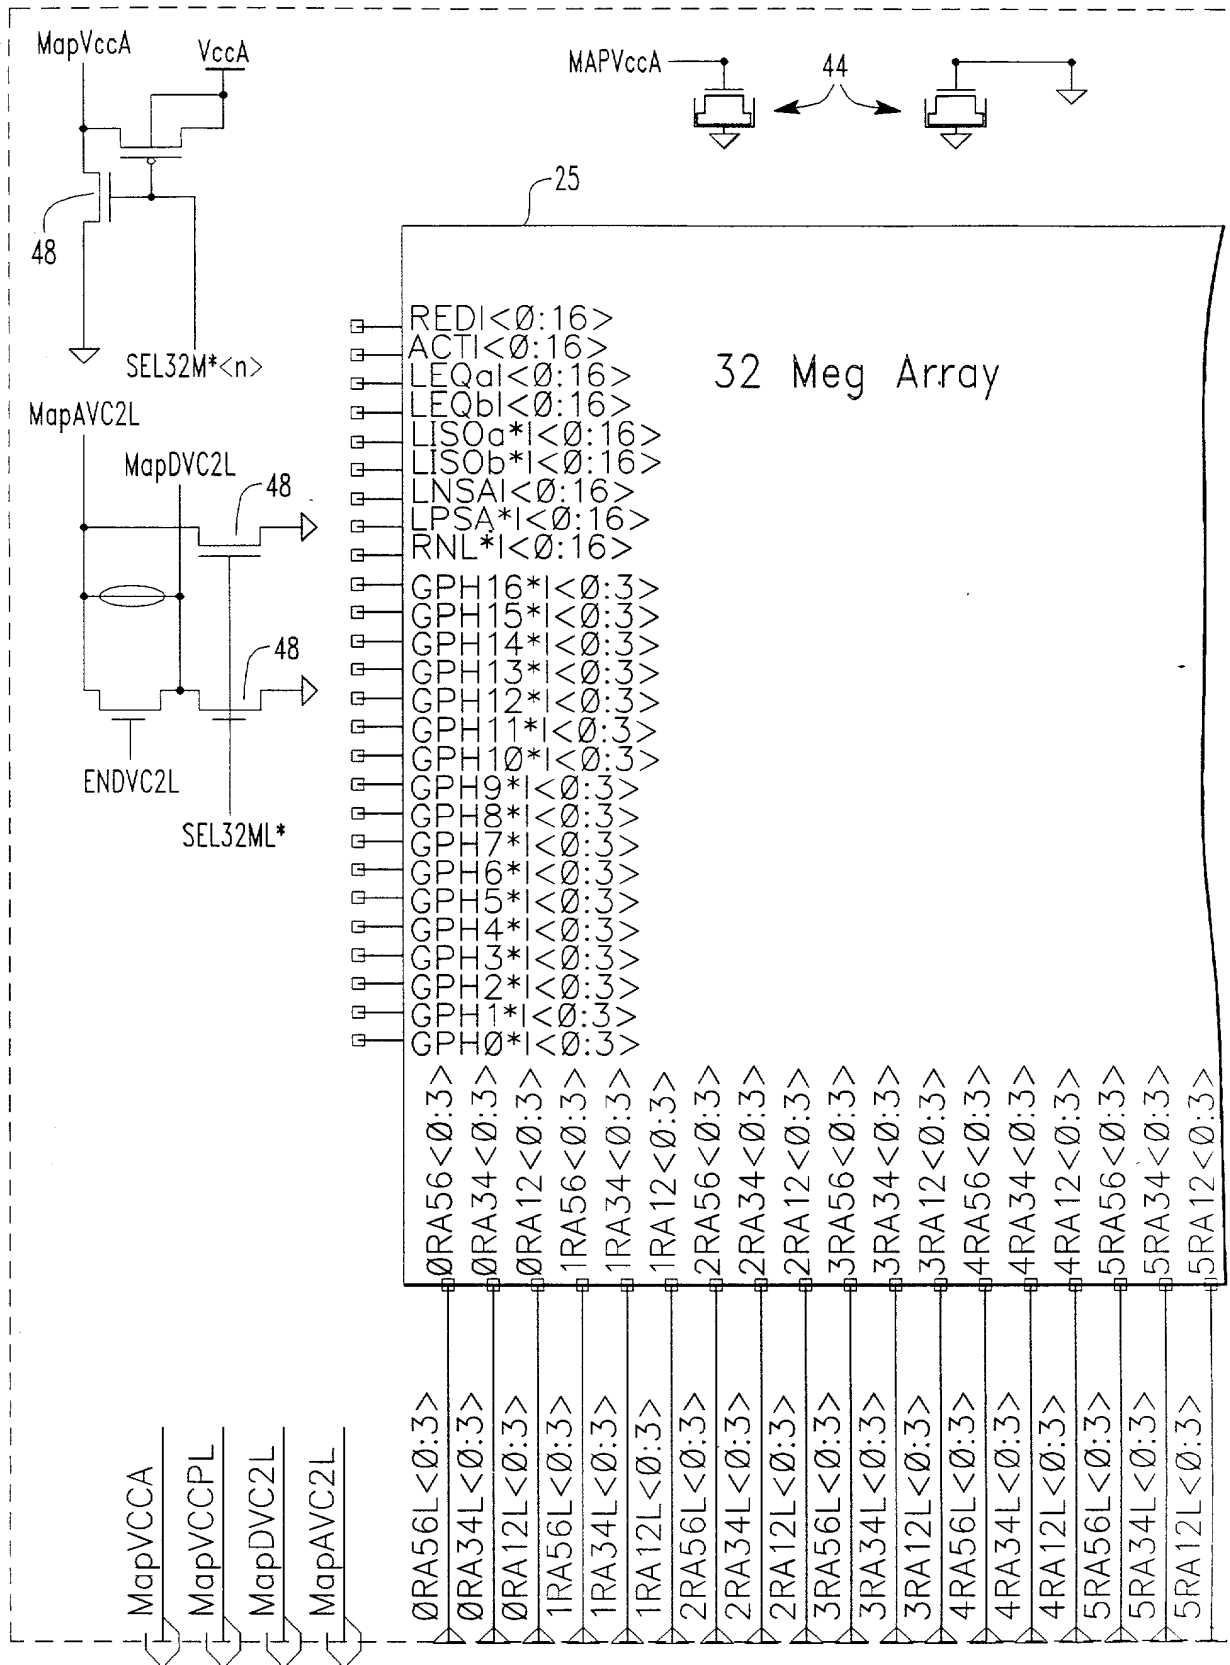 MapVccA
VccA
MAPVccA
44
48
25
SEL32M*<n>
MapAVC2L
MapDVC2L
48
48
ENDVC2L
SEL32ML*
32 Meg Array
REDI<Ø:16>
ACTI<Ø:16>
LEQaI<Ø:16>
LEQbI<Ø:16>
LISOa*I<Ø:16>
LISOb*I<Ø:16>
LNSAI<Ø:16>
LPSA*I<Ø:16>
RNL*I<Ø:16>
GPH16*I<Ø:3>
GPH15*I<Ø:3>
GPH14*I<Ø:3>
GPH13*I<Ø:3>
GPH12*I<Ø:3>
GPH11*I<Ø:3>
GPH1Ø*I<Ø:3>
GPH9*I<Ø:3>
GPH8*I<Ø:3>
GPH7*I<Ø:3>
GPH6*I<Ø:3>
GPH5*I<Ø:3>
GPH4*I<Ø:3>
GPH3*I<Ø:3>
GPH2*I<Ø:3>
GPH1*I<Ø:3>
GPHØ*I<Ø:3>
ØRA56<Ø:3>
ØRA34<Ø:3>
ØRA12<Ø:3>
1RA56<Ø:3>
1RA34<Ø:3>
1RA12<Ø:3>
2RA56<Ø:3>
2RA34<Ø:3>
2RA12<Ø:3>
3RA56<Ø:3>
3RA34<Ø:3>
3RA12<Ø:3>
4RA56<Ø:3>
4RA34<Ø:3>
4RA12<Ø:3>
5RA56<Ø:3>
5RA34<Ø:3>
5RA12<Ø:3>
MapVCCA
MapVCCPL
MapDVC2L
MapAVC2L
ØRA56L<Ø:3>
ØRA34L<Ø:3>
ØRA12L<Ø:3>
1RA56L<Ø:3>
1RA34L<Ø:3>
1RA12L<Ø:3>
2RA56L<Ø:3>
2RA34L<Ø:3>
2RA12L<Ø:3>
3RA56L<Ø:3>
3RA34L<Ø:3>
3RA12L<Ø:3>
4RA56L<Ø:3>
4RA34L<Ø:3>
4RA12L<Ø:3>
5RA56L<Ø:3>
5RA34L<Ø:3>
5RA12L<Ø:3>